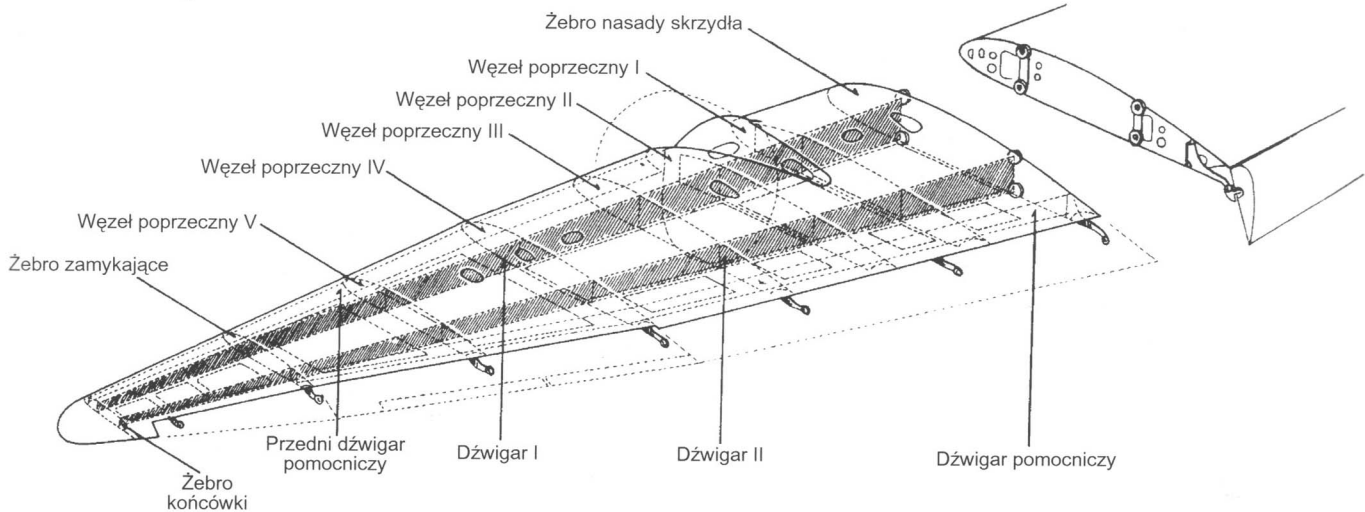 Żebro nasady skrzydła
Węzeł poprzeczny I
Węzeł poprzeczny II
Węzeł poprzeczny III
Węzeł poprzeczny IV
Węzeł poprzeczny V
Żebro zamykające
Żebro
końcówki
Przedni dźwigar
pomocniczy
Dźwigar I
Dźwigar II
Dźwigar pomocniczy